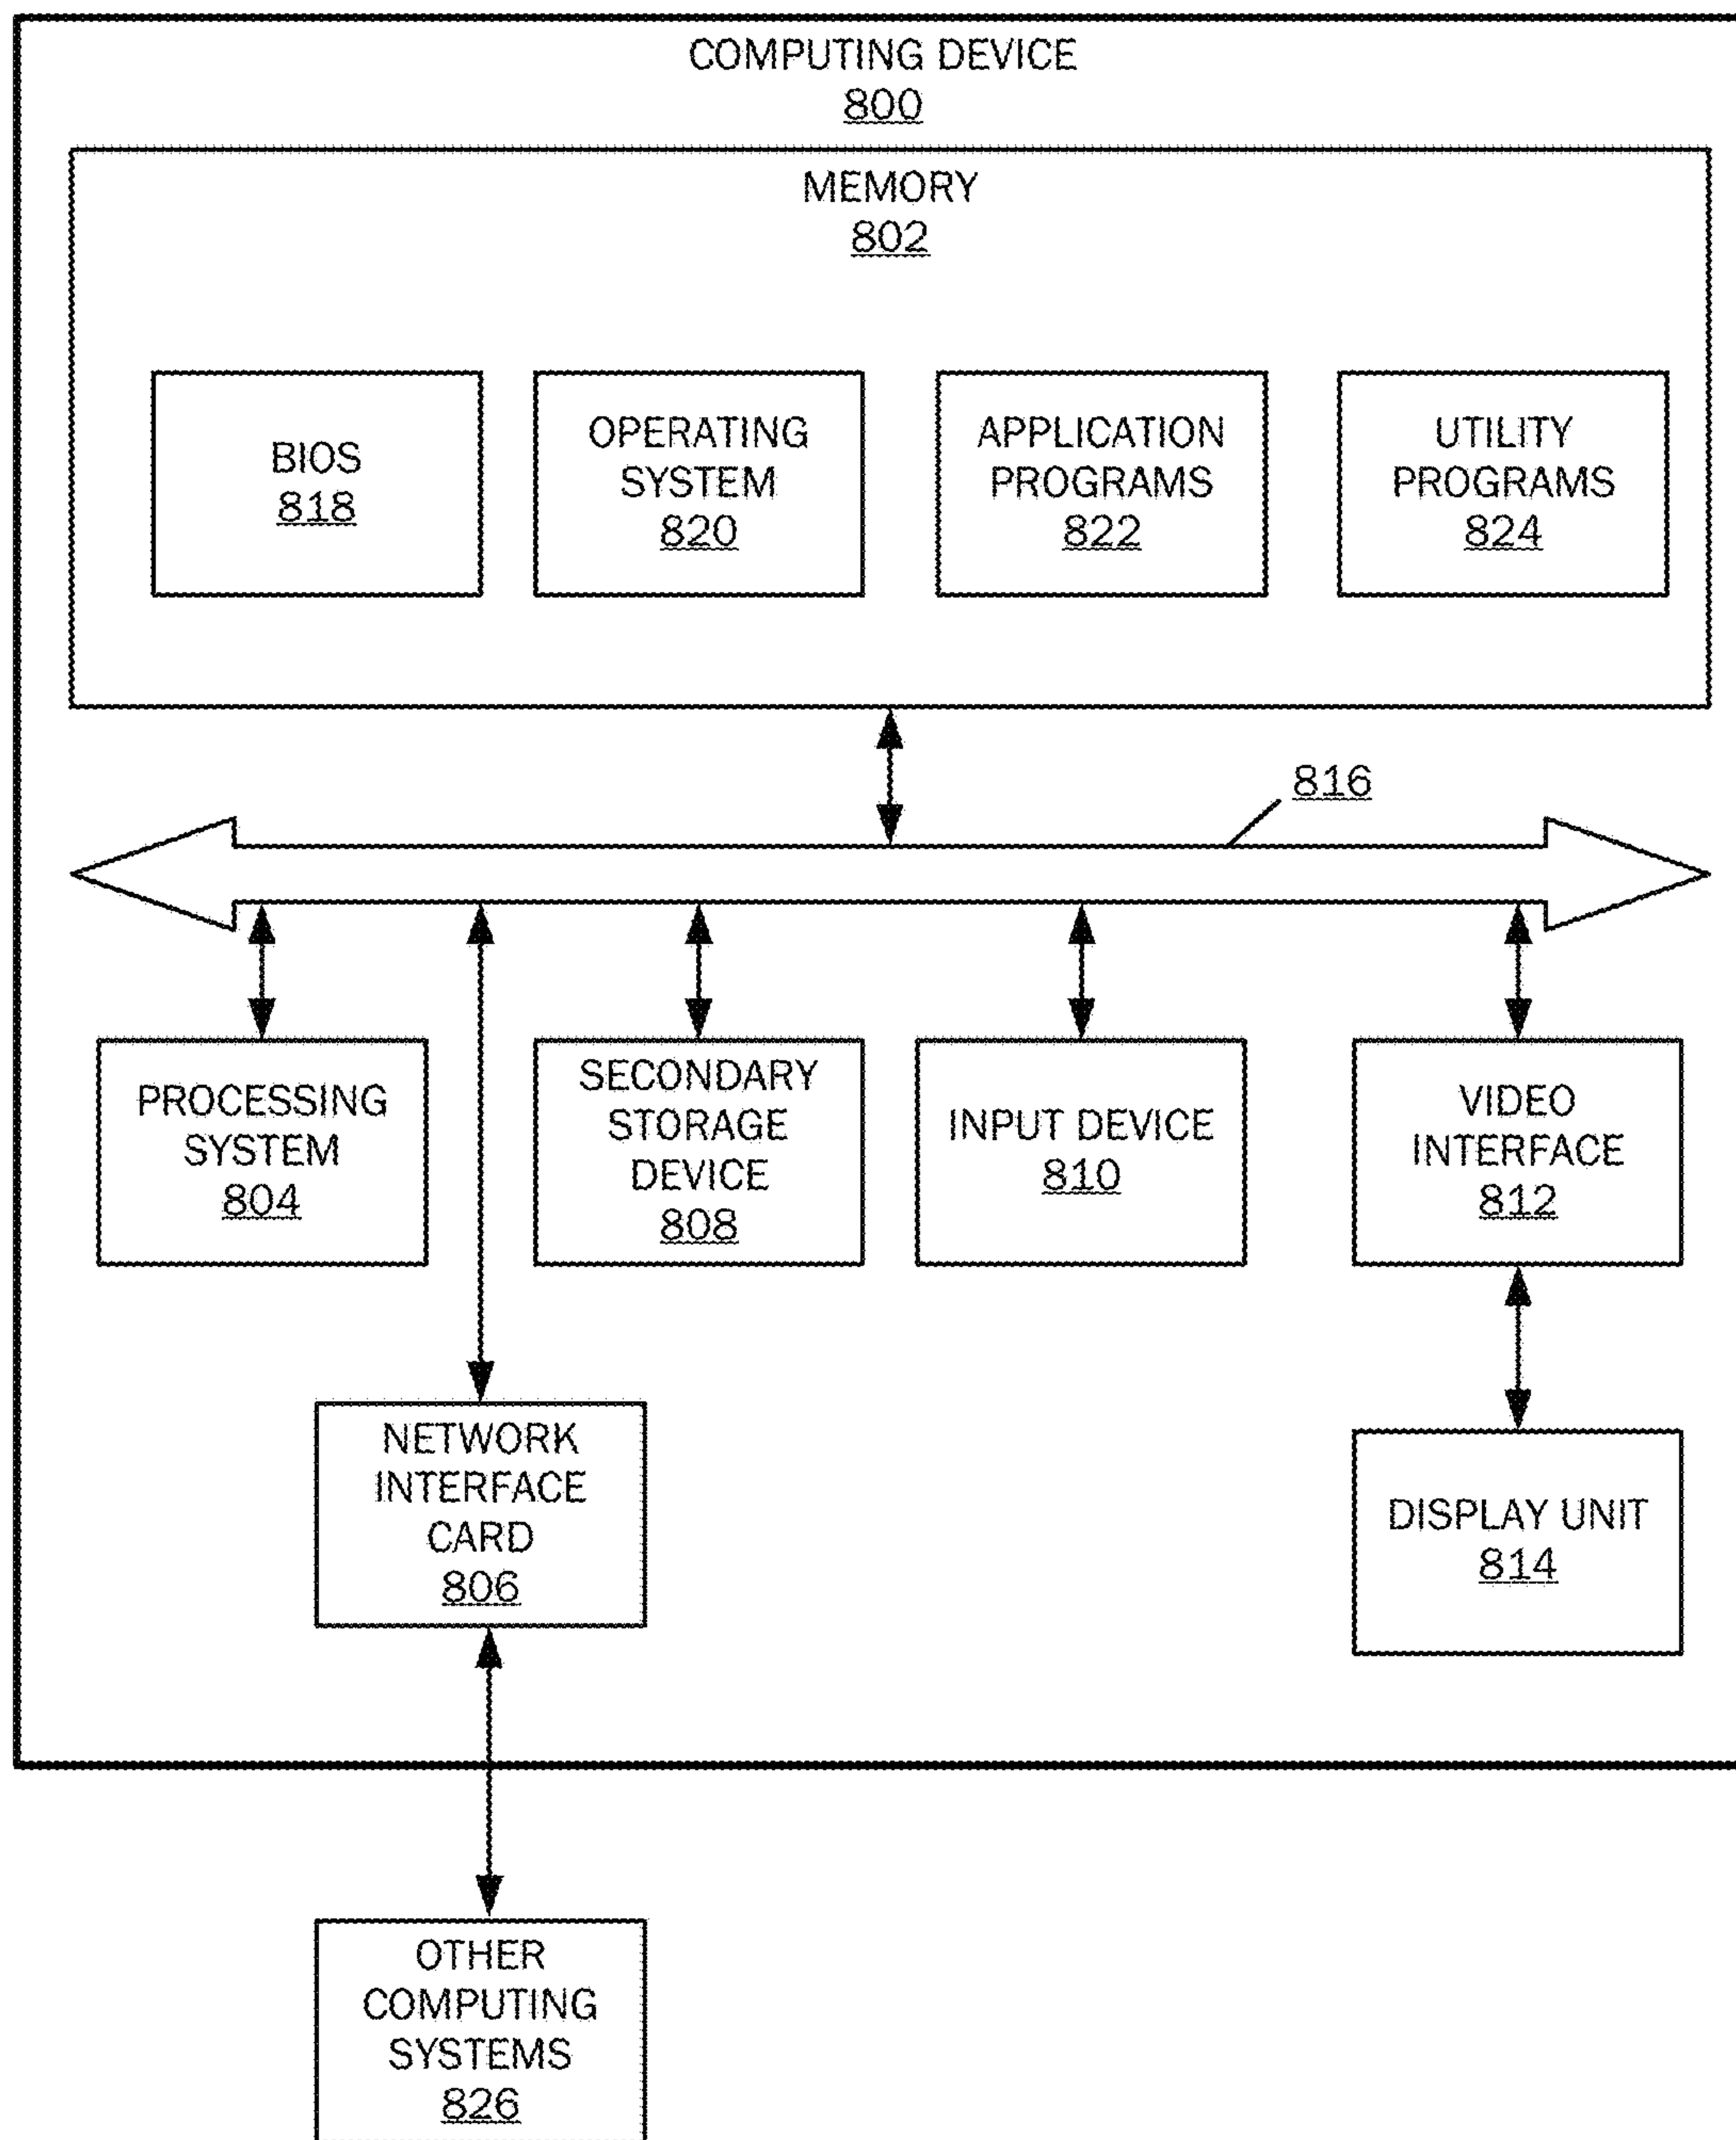 COMPUTING DEVICE
800
MEMORY
802
BIOS
818
OPERATING
SYSTEM
820
APPLICATION
PROGRAMS
822
UTILITY
PROGRAMS
824
816
PROCESSING
SYSTEM
804
SECONDARY
STORAGE
DEVICE
808
INPUT DEVICE
810
VIDEO
INTERFACE
812
NETWORK
INTERFACE
CARD
806
DISPLAY UNIT
814
OTHER
COMPUTING
SYSTEMS
826